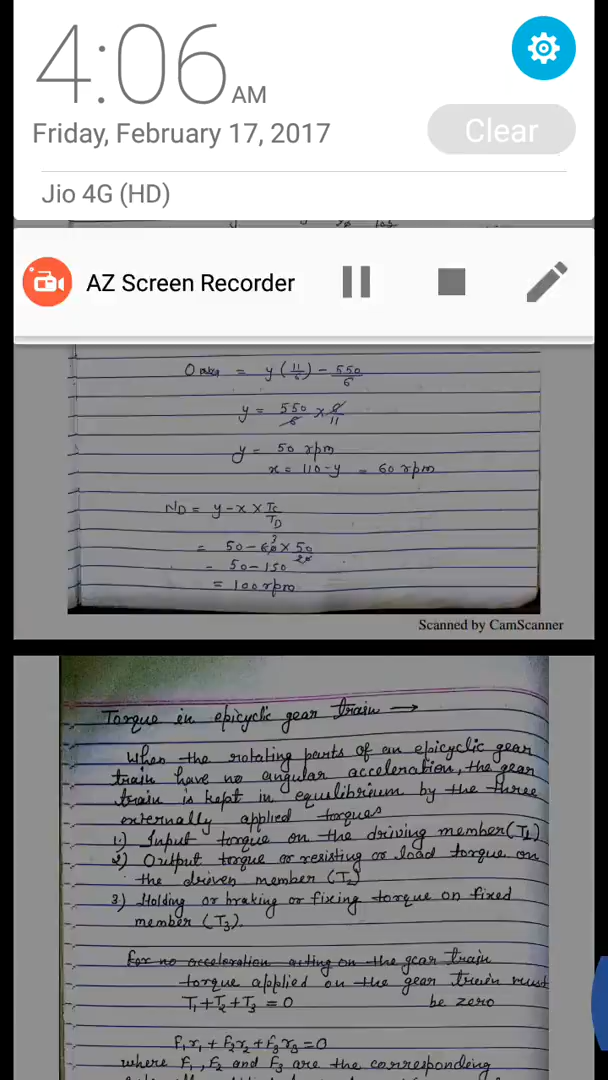 4:06 AM
Friday, February 17, 2017
Clear
Jio 4G (HD)
AZ Screen Recorder
= y (11/6) - 550/6
y = 550/6 × 6/11
y = 50 rpm
x = 110-y = 60 rpm
ND = y-x × Tc/TD
= 50-60 × 50/20
= 50-150
= 100 rpm
Scanned by CamScanner
Torque in epicyclic gear train →
When the rotating parts of an epicyclic gear
train have no angular acceleration, the gear
train is kept in equilibrium by the three
externally applied torques
1) Input torque on the driving member (T1)
2) Output torque or resisting or load torque on
the driven member (T2)
3) Holding or braking or fixing torque on fixed
member (T3).
For no acceleration acting on the gear train
torque applied on the gear train must
T1+T2+T3 = 0 be zero
F1r1 + F2r2 + F3r3 = 0
where F1, F2 and F3 are the corresponding